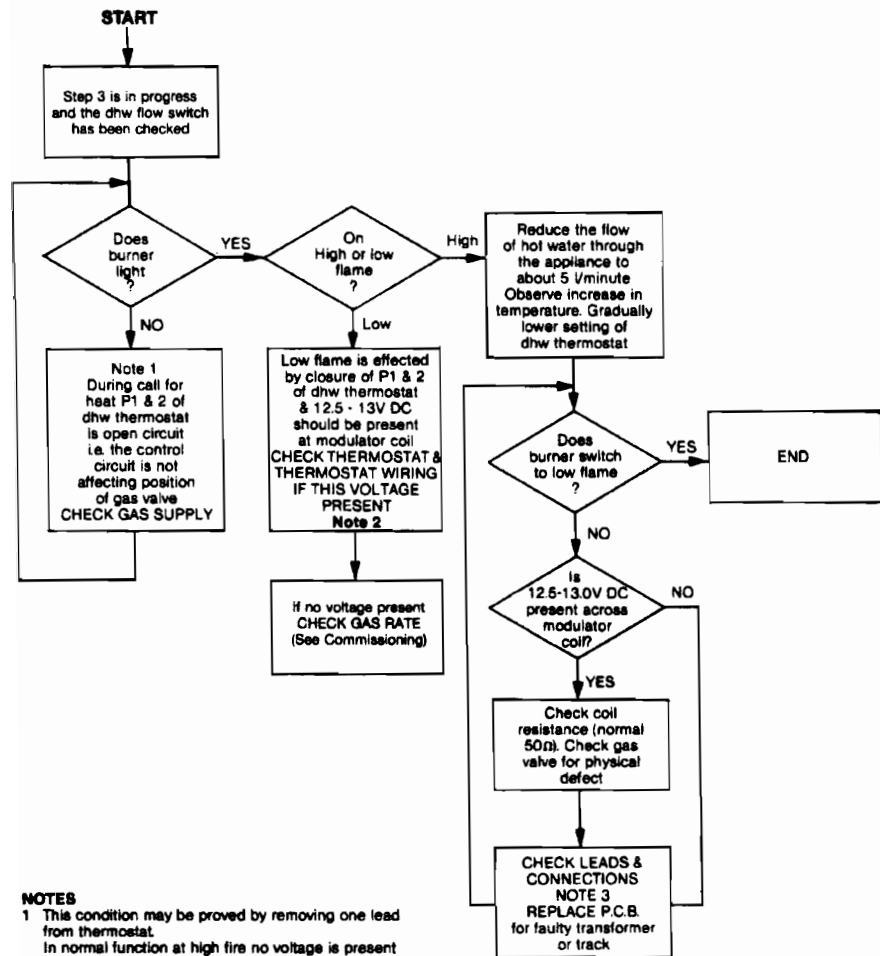 START
Step 3 is in progress
and the dhw flow switch
has been checked
Does
burner
light
?
YES
NO
On
High or low
flame
?
High
Low
Reduce the flow
of hot water through
the appliance to
about 5 l/minute
Observe increase in
temperature. Gradually
lower setting of
dhw thermostat
Note 1
During call for
heat P1 & 2 of
dhw thermostat
is open circuit
i.e. the control
circuit is not
affecting position
of gas valve
CHECK GAS SUPPLY
Low flame is effected
by closure of P1 & 2
of dhw thermostat
& 12.5 - 13V DC
should be present
at modulator coil
CHECK THERMOSTAT &
THERMOSTAT WIRING
IF THIS VOLTAGE
PRESENT
Note 2
If no voltage present
CHECK GAS RATE
(See Commissioning)
Does
burner switch
to low flame
?
YES
END
NO
Is
12.5-13.0V DC
present across
modulator
coil?
NO
YES
Check coil
resistance (normal
50Ω). Check gas
valve for physical
defect
CHECK LEADS &
CONNECTIONS
NOTE 3
REPLACE P.C.B.
for faulty transformer
or track
NOTES
1 This condition may be proved by removing one lead
from thermostat.
In normal function at high fire no voltage is present